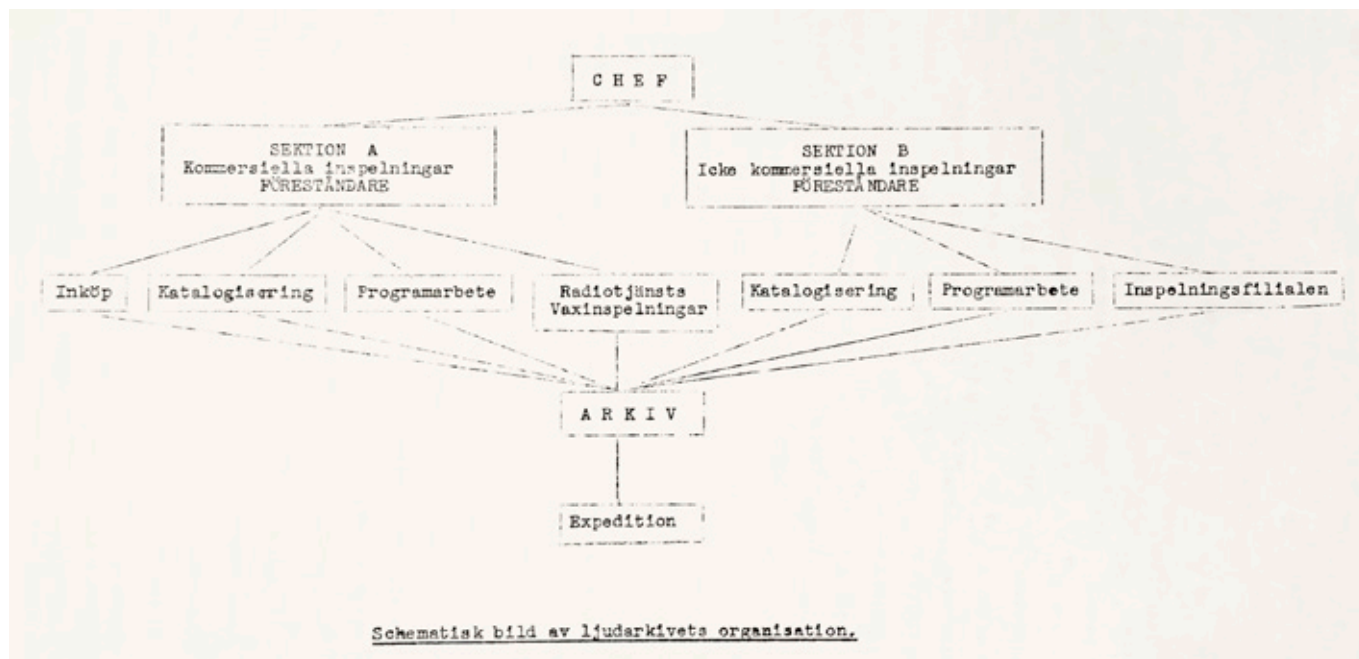 C H E F
SEKTION A
Kommersiella inspelningar
FÖRESTÅNDARE
SEKTION B
Icke kommersiella inspelningar
FÖRESTÅNDARE
Inköp
Katalogisering
Programarbete
Radiotjänsts
Vaxinspelningar
Katalogisering
Programarbete
Inspelningsfilialen
A R K I V
Expedition
Schematisk bild av ljudarkivets organisation.